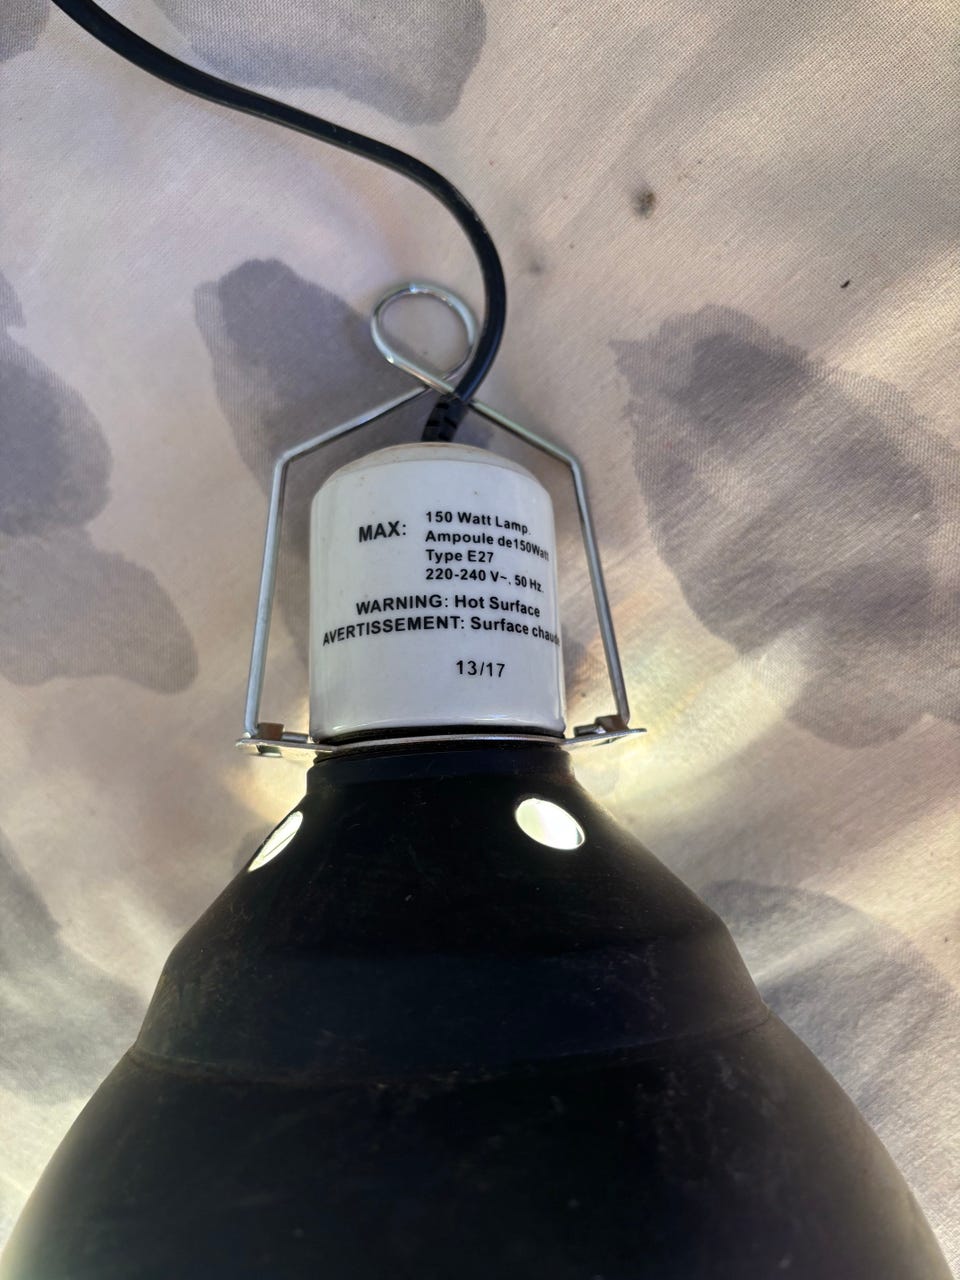 MAX: 150 Watt Lamp.
Ampoule de150Watt
Type E27
220-240 V~, 50 Hz.
WARNING: Hot Surface
AVERTISSEMENT: Surface
13/17